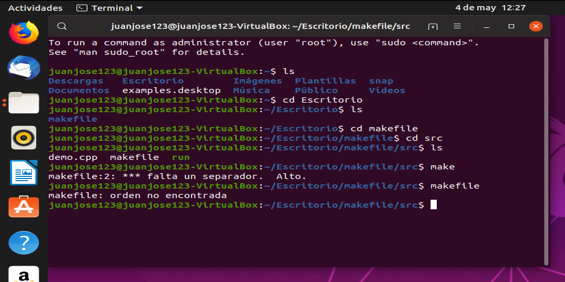 Actividades Terminal 4 de may 12:27
juanjose123@juanjose123-VirtualBox:~/Escritorio/makefile/src
To run a command as administrator (user "root"), use "sudo <command>".
See "man sudo_root" for details.
juanjose123@juanjose123-VirtualBox:~$ ls
Descargas Escritorio Imágenes Plantillas snap
Documentos examples.desktop Música Público Vídeos
juanjose123@juanjose123-VirtualBox:~$ cd Escritorio
juanjose123@juanjose123-VirtualBox:~/Escritorio$ ls
makefile
juanjose123@juanjose123-VirtualBox:~/Escritorio$ cd makefile
juanjose123@juanjose123-VirtualBox:~/Escritorio/makefile$ cd src
juanjose123@juanjose123-VirtualBox:~/Escritorio/makefile/src$ ls
demo.cpp makefile run
juanjose123@juanjose123-VirtualBox:~/Escritorio/makefile/src$ make
makefile:2: *** falta un separador. Alto.
juanjose123@juanjose123-VirtualBox:~/Escritorio/makefile/src$ makefile
makefile: orden no encontrada
juanjose123@juanjose123-VirtualBox:~/Escritorio/makefile/src$
?
a